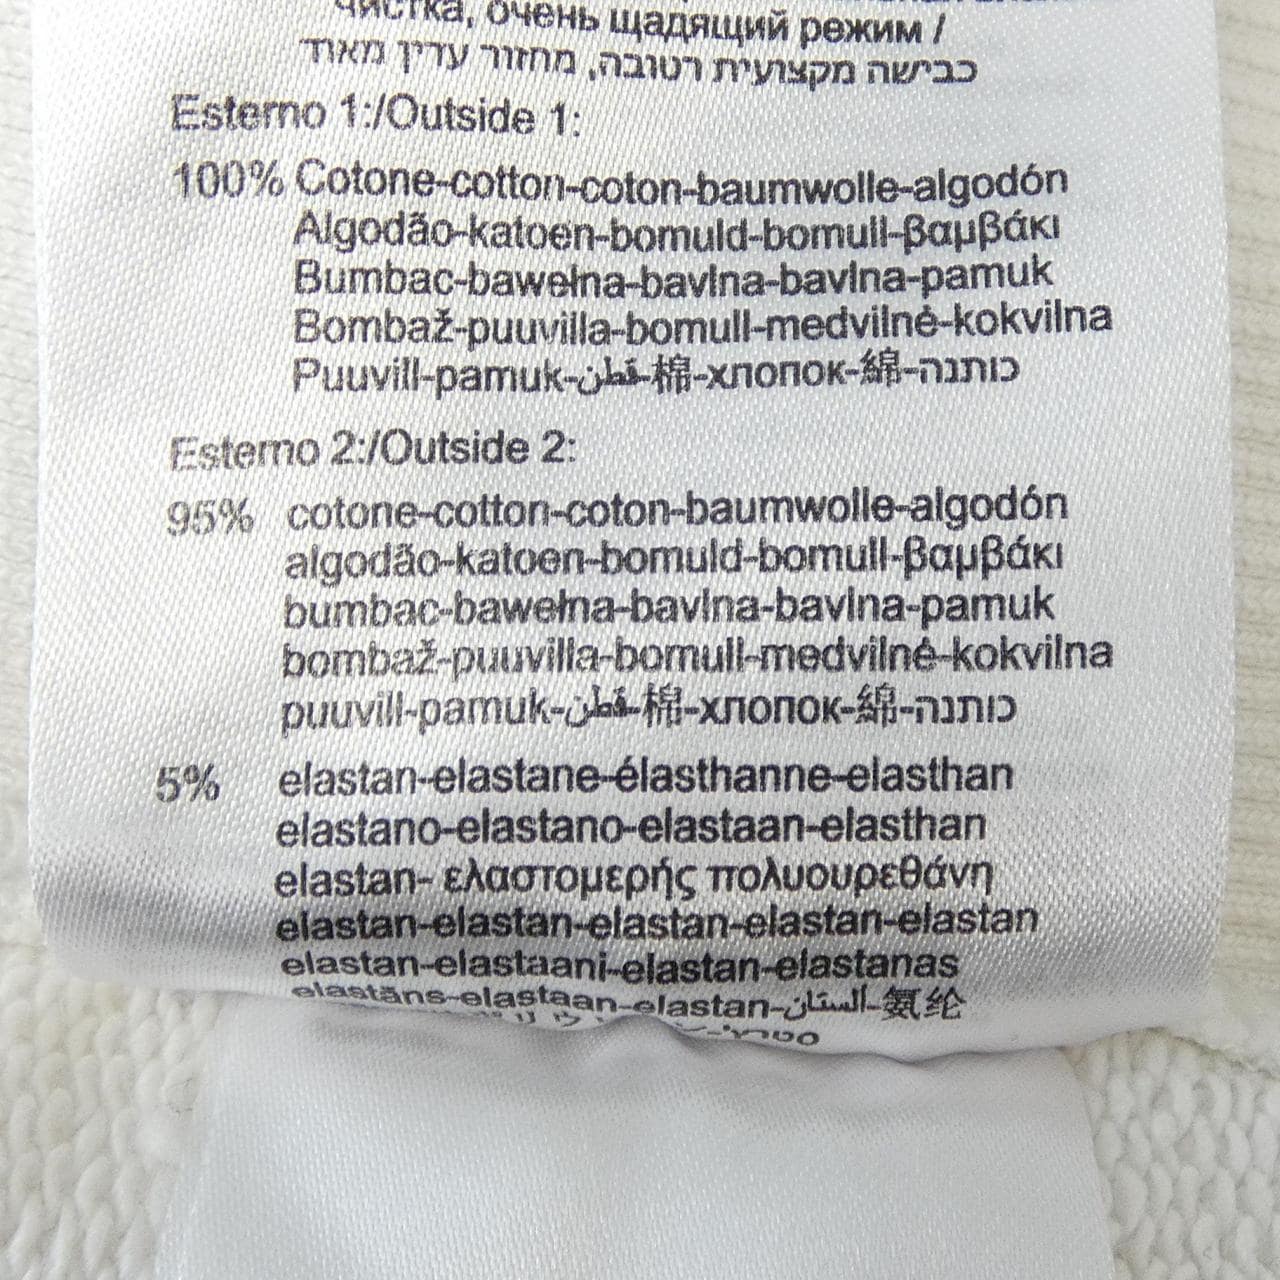 чистка, очень щадящий режим /
כבישה מקצועית רטובה, מחזור עדין מאוד
Esterno 1:/Outside 1:
100% Cotone-cotton-coton-baumwolle-algodón
Algodão-katoen-bomuld-bomull-βαμβάκι
Bumbac-bawełna-bavlna-bavlna-pamuk
Bombaž-puuvilla-bomull-medvilnė-kokvilna
Puuvill-pamuk-قطن-棉-хлопок-綿-כותנה
Esterno 2:/Outside 2:
95% cotone-cotton-coton-baumwolle-algodón
algodão-katoen-bomuld-bomull-βαμβάκι
bumbac-bawełna-bavlna-bavlna-pamuk
bombaž-puuvilla-bomull-medvilnė-kokvilna
puuvill-pamuk-قطن-棉-хлопок-綿-כותנה
5% elastan-elastane-élasthanne-elasthan
elastano-elastano-elastaan-elasthan
elastan- ελαστομερής πολυουρεθάνη
elastan-elastan-elastan-elastan-elastan
elastan-elastaani-elastan-elastanas
elastāns-elastaan-elastan-الستان-氨纶